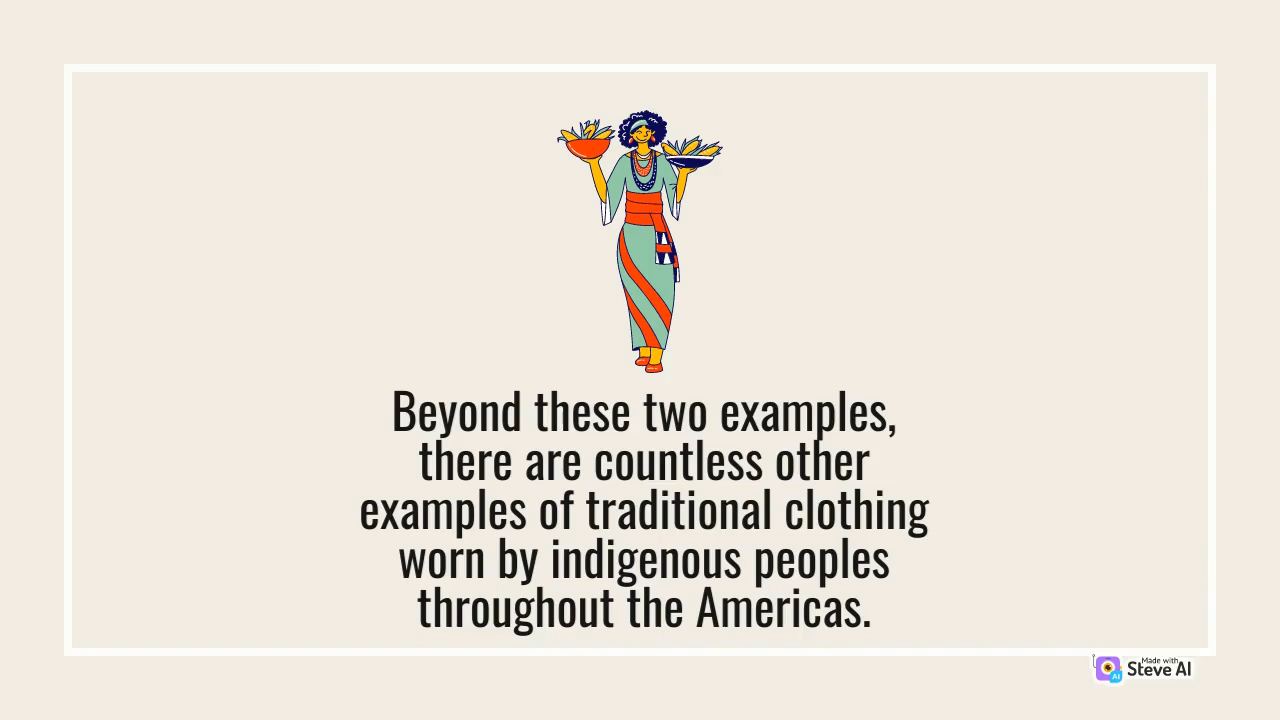 Beyond these two examples,
there are countless other
examples of traditional clothing
worn by indigenous peoples
throughout the Americas.
Made with
Steve AI
AI